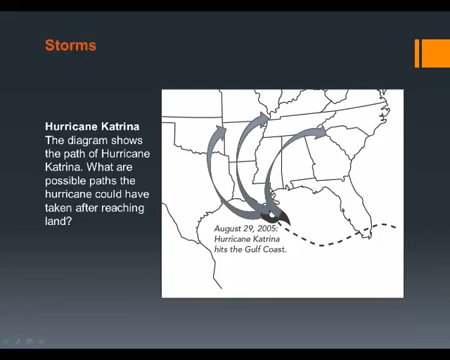 Storms
Hurricane Katrina
The diagram shows
the path of Hurricane
Katrina. What are
possible paths the
hurricane could have
taken after reaching
land?
August 29, 2005:
Hurricane Katrina
hits the Gulf Coast.